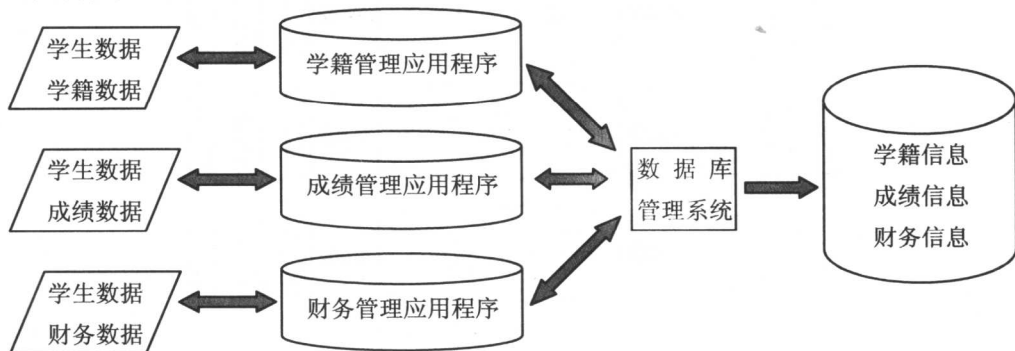 学生数据
学籍数据
学籍管理应用程序
学生数据
成绩数据
成绩管理应用程序
学生数据
财务数据
财务管理应用程序
数据库
管理系统
学籍信息
成绩信息
财务信息